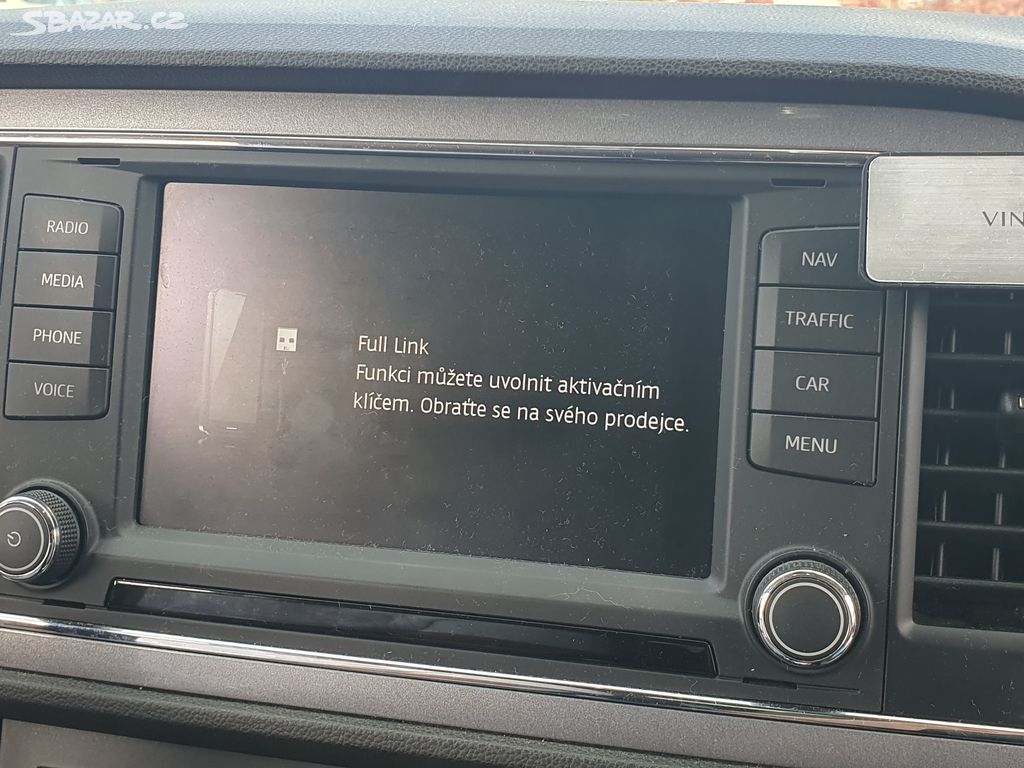 SBAZAR.CZ
RADIO
MEDIA
PHONE
VOICE
Full Link
Funkci můžete uvolnit aktivačním
klíčem. Obraťte se na svého prodejce.
NAV
TRAFFIC
CAR
MENU
VIN